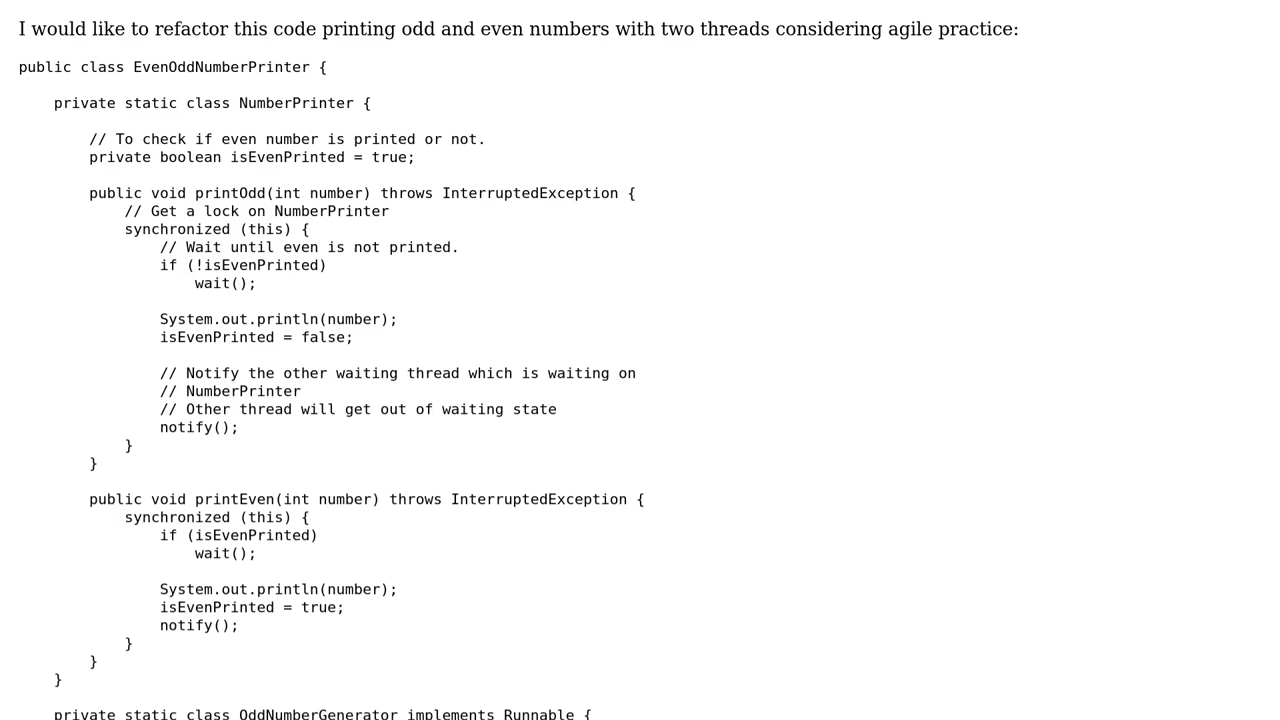 I would like to refactor this code printing odd and even numbers with two threads considering agile practice:
public class EvenOddNumberPrinter {
private static class NumberPrinter {
// To check if even number is printed or not.
private boolean isEvenPrinted = true;
public void printOdd(int number) throws InterruptedException {
// Get a lock on NumberPrinter
synchronized (this) {
// Wait until even is not printed.
if (!isEvenPrinted)
wait();
System.out.println(number);
isEvenPrinted = false;
// Notify the other waiting thread which is waiting on
// NumberPrinter
// Other thread will get out of waiting state
notify();
}
}
public void printEven(int number) throws InterruptedException {
synchronized (this) {
if (isEvenPrinted)
wait();
System.out.println(number);
isEvenPrinted = true;
notify();
}
}
}
private static class OddNumberGenerator implements Runnable {